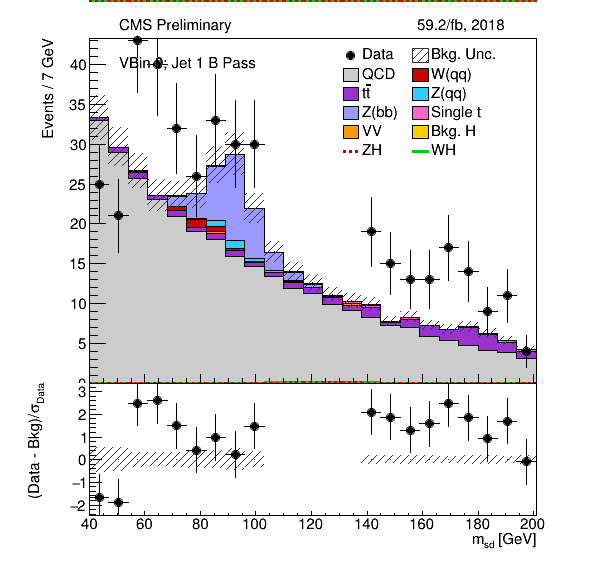 CMS Preliminary 59.2/fb, 2018
VBin 0, Jet 1 B Pass
Events / 7 GeV
Data Bkg. Unc.
QCD W(qq)
tt̄ Z(qq)
Z(bb) Single t
VV Bkg. H
ZH WH
40
35
30
25
20
15
10
5
0
(Data - Bkg)/σData
3
2
1
0
−1
−2
40 60 80 100 120 140 160 180 200
msd [GeV]